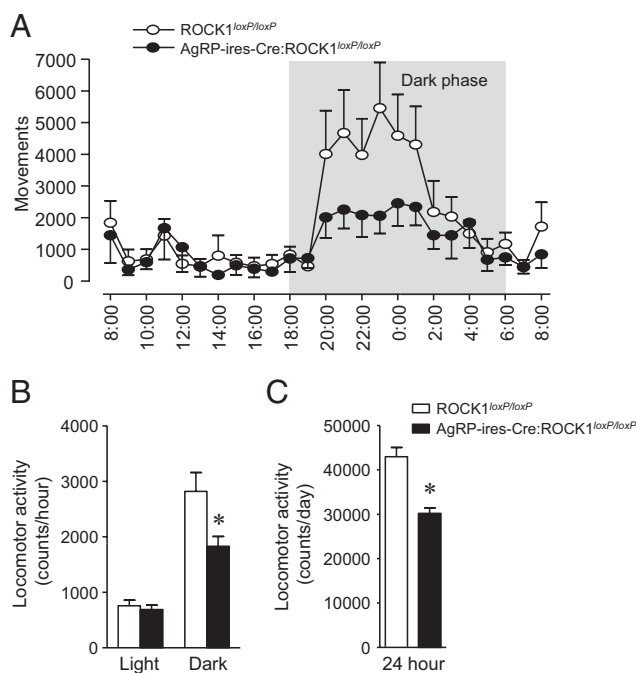 A
ROCK1loxP/loxP
AgRP-ires-Cre:ROCK1loxP/loxP
Dark phase
Movements
7000
6000
5000
4000
3000
2000
1000
0
8:00
10:00
12:00
14:00
16:00
18:00
20:00
22:00
0:00
2:00
4:00
6:00
8:00
B
Locomotor activity
(counts/hour)
4000
3000
2000
1000
0
*
Light
Dark
C
ROCK1loxP/loxP
AgRP-ires-Cre:ROCK1loxP/loxP
Locomotor activity
(counts/day)
50000
40000
30000
20000
10000
0
*
24 hour